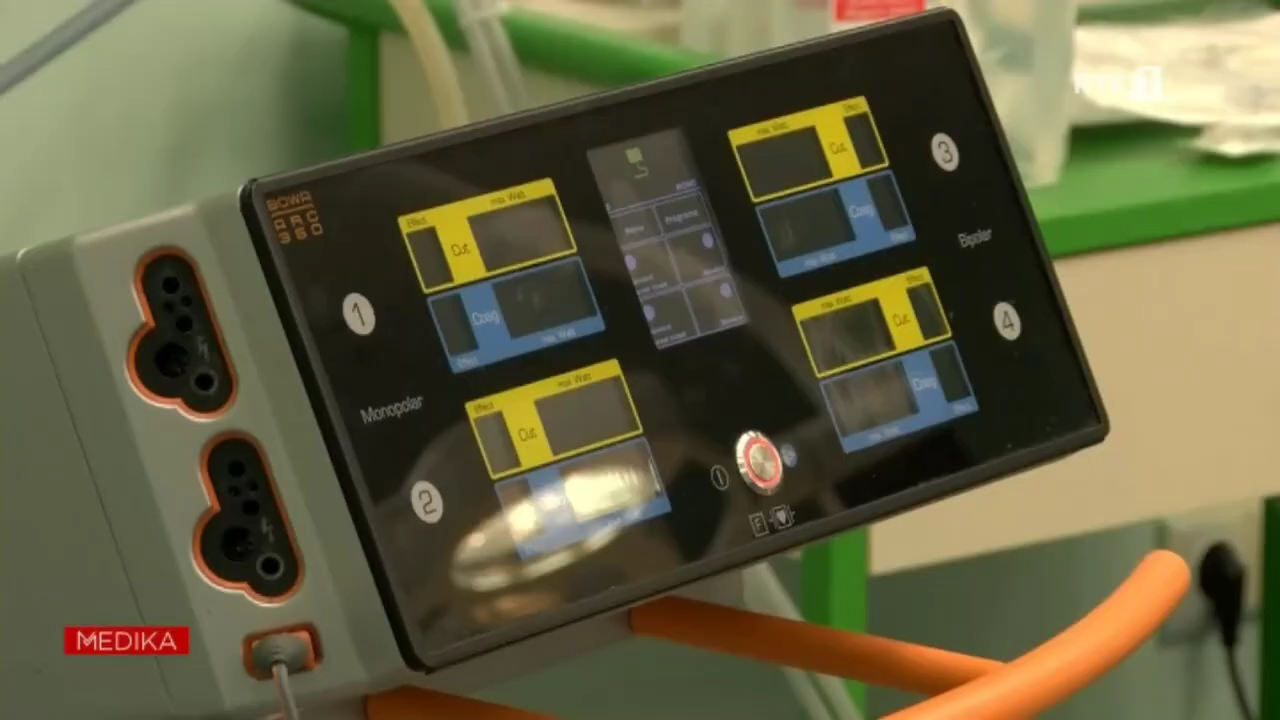 BOWA
ARC
350
1
Monopolar
2
Effect
max. Watt
Cut
Coag
Effect
max. Watt
Effect
max. Watt
Cut
Menu
Programs
max. Watt
Effect
Cut
Coag
max. Watt
Effect
max. Watt
Effect
Cut
Coag
max. Watt
Effect
3
Bipolar
4
F
MEDIKA